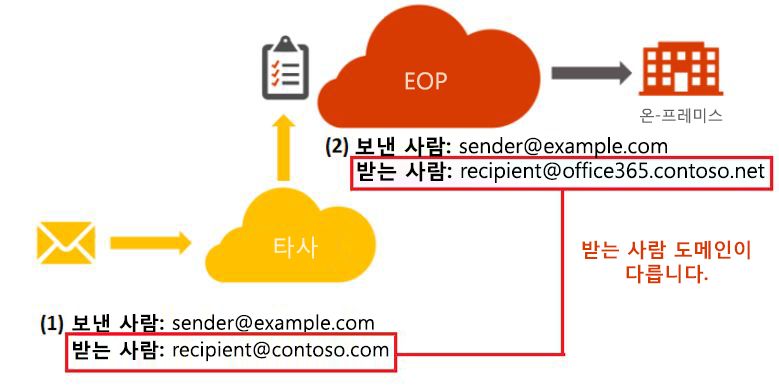 EOP
온-프레미스
(2) 보낸 사람: sender@example.com
받는 사람: recipient@office365.contoso.net
타사
받는 사람 도메인이
다릅니다.
(1) 보낸 사람: sender@example.com
받는 사람: recipient@contoso.com